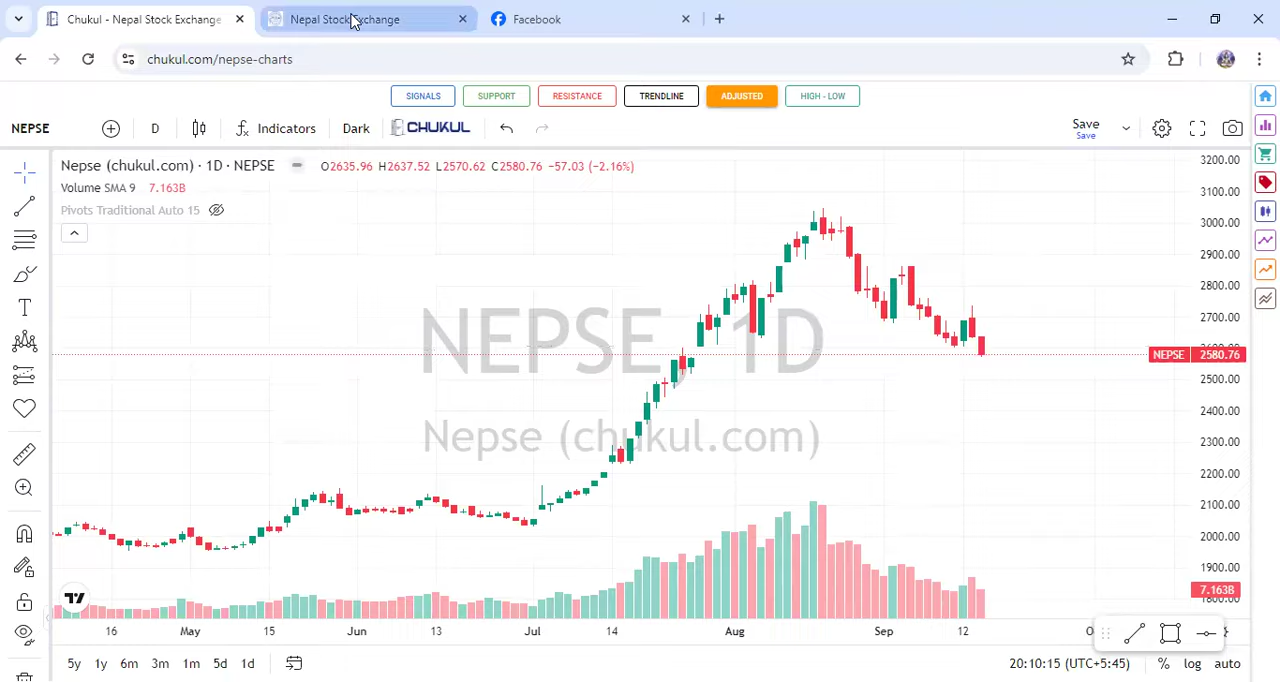 Chukul - Nepal Stock Exchange
Nepal Stock Exchange
Facebook
chukul.com/nepse-charts
SIGNALS
SUPPORT
RESISTANCE
TRENDLINE
ADJUSTED
HIGH - LOW
NEPSE
D
Indicators
Dark
CHUKUL
Save
Save
Nepse (chukul.com) · 1D · NEPSE
O2635.96 H2637.52 L2570.62 C2580.76 −57.03 (−2.16%)
Volume SMA 9 7.163B
Pivots Traditional Auto 15
NEPSE, 1D
Nepse (chukul.com)
3200.00
3100.00
3000.00
2900.00
2800.00
2700.00
NEPSE 2580.76
2500.00
2400.00
2300.00
2200.00
2100.00
2000.00
1900.00
7.163B
1800.00
16
May
15
Jun
13
Jul
14
Aug
Sep
12
5y
1y
6m
3m
1m
5d
1d
20:10:15 (UTC+5:45)
%
log
auto